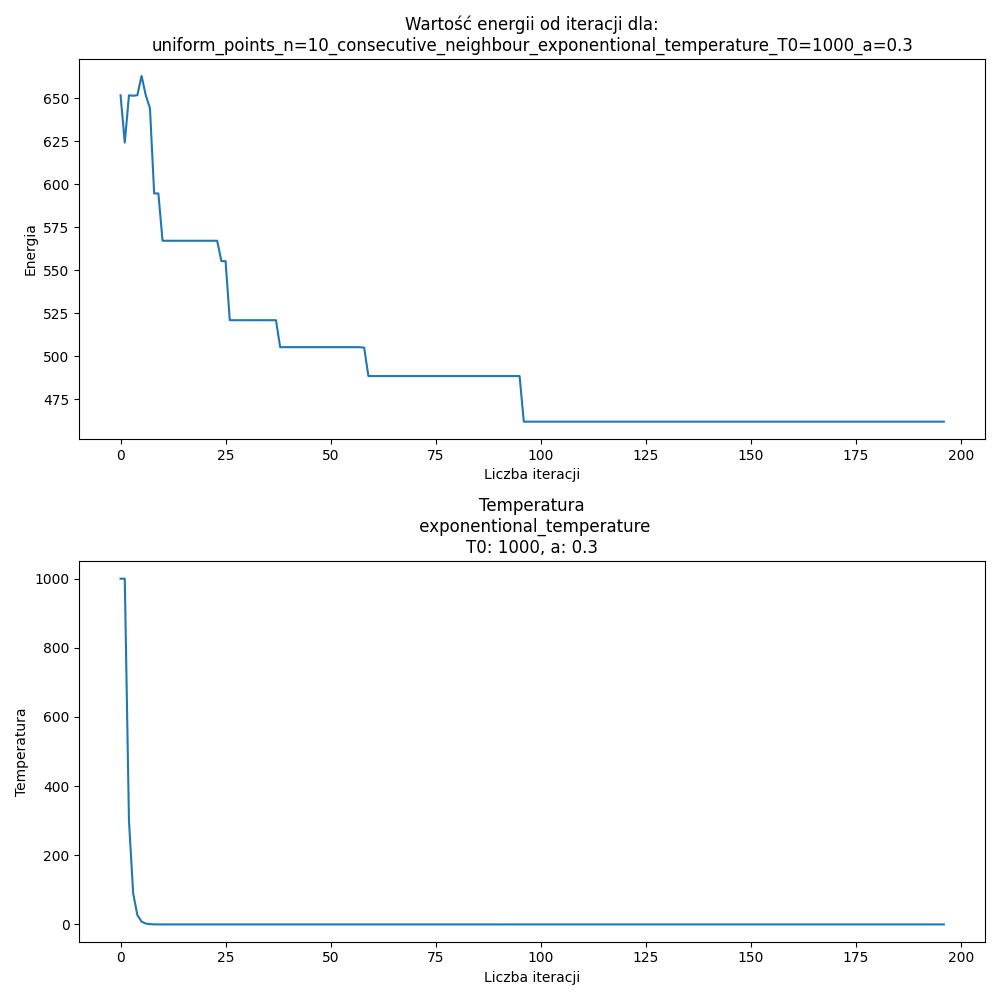 Wartość energii od iteracji dla:
uniform_points_n=10_consecutive_neighbour_exponentional_temperature_T0=1000_a=0.3
650
625
600
575
550
525
500
475
Energia
0 25 50 75 100 125 150 175 200
Liczba iteracji
Temperatura
exponentional_temperature
T0: 1000, a: 0.3
1000
800
600
400
200
0
Temperatura
0 25 50 75 100 125 150 175 200
Liczba iteracji